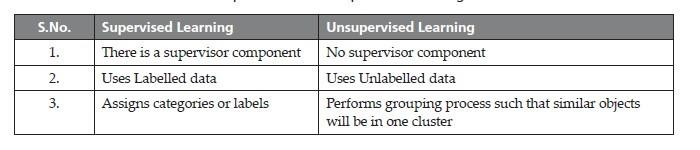 S.No. Supervised Learning Unsupervised Learning
1. There is a supervisor component No supervisor component
2. Uses Labelled data Uses Unlabelled data
3. Assigns categories or labels Performs grouping process such that similar objects
will be in one cluster